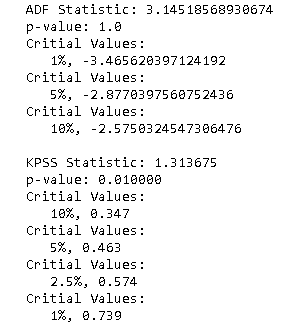 ADF Statistic: 3.14518568930674
p-value: 1.0
Critial Values:
1%, -3.465620397124192
Critial Values:
5%, -2.8770397560752436
Critial Values:
10%, -2.5750324547306476
KPSS Statistic: 1.313675
p-value: 0.010000
Critial Values:
10%, 0.347
Critial Values:
5%, 0.463
Critial Values:
2.5%, 0.574
Critial Values:
1%, 0.739